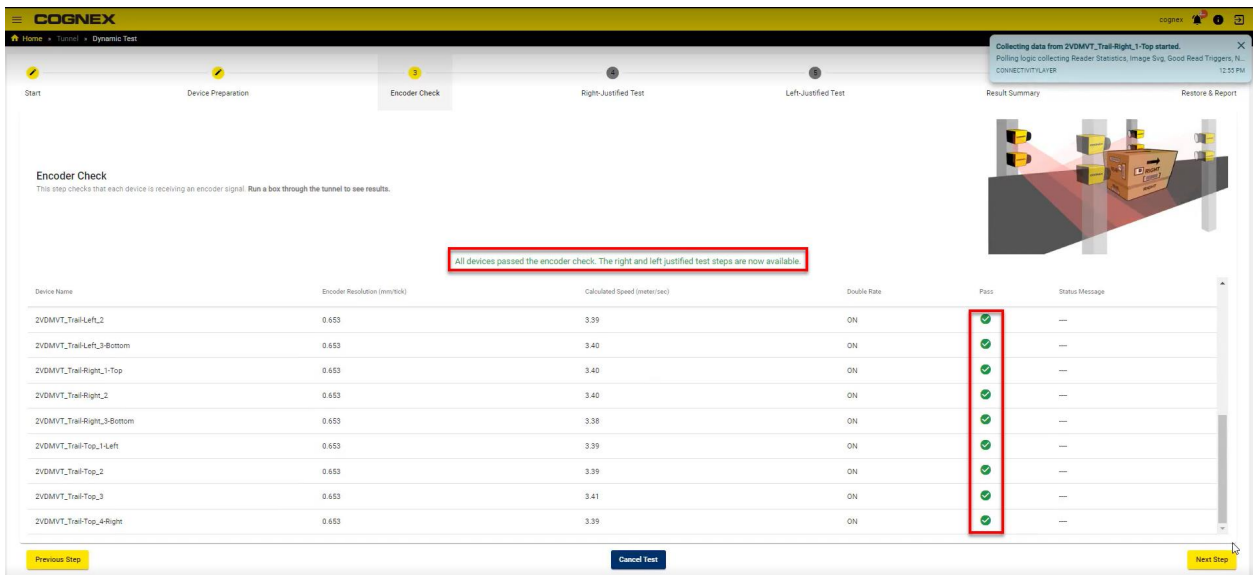 COGNEX
cognex
Home » Tunnel » Dynamic Test
Collecting data from 2VDMVT_Trail-Right_1-Top started.
Polling logic collecting Reader Statistics, Image Svg, Good Read Triggers, N...
CONNECTIVITYLAYER 12:55 PM
3 4 5
Start Device Preparation Encoder Check Right-Justified Test Left-Justified Test Result Summary Restore & Report
Encoder Check
This step checks that each device is receiving an encoder signal. Run a box through the tunnel to see results.
RIGHT
RIGHT
All devices passed the encoder check. The right and left justified test steps are now available.
Device Name Encoder Resolution (mm/tick) Calculated Speed (meter/sec) Double Rate Pass Status Message
2VDMVT_Trail-Left_2 0.653 3.39 ON —
2VDMVT_Trail-Left_3-Bottom 0.653 3.40 ON —
2VDMVT_Trail-Right_1-Top 0.653 3.40 ON —
2VDMVT_Trail-Right_2 0.653 3.40 ON —
2VDMVT_Trail-Right_3-Bottom 0.653 3.38 ON —
2VDMVT_Trail-Top_1-Left 0.653 3.39 ON —
2VDMVT_Trail-Top_2 0.653 3.39 ON —
2VDMVT_Trail-Top_3 0.653 3.41 ON —
2VDMVT_Trail-Top_4-Right 0.653 3.39 ON —
Previous Step Cancel Test Next Step